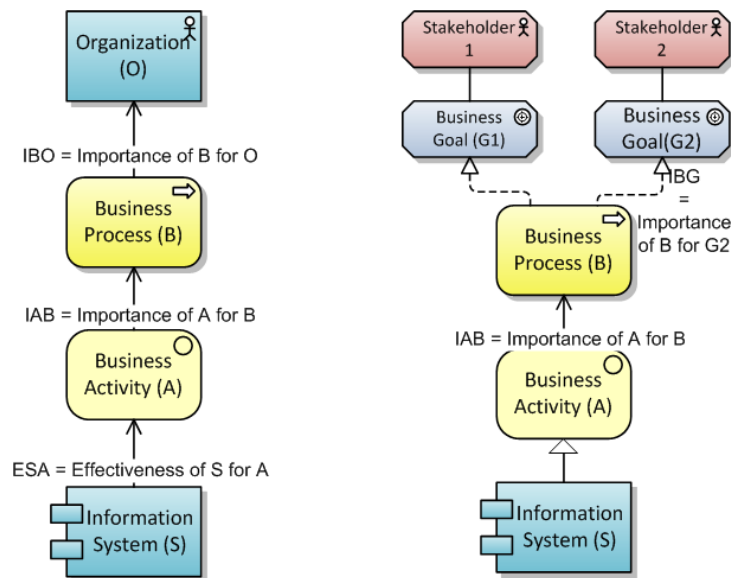 Organization
(O)
IBO = Importance of B for O
Business
Process (B)
IAB = Importance of A for B
Business
Activity (A)
ESA = Effectiveness of S for A
Information
System (S)
Stakeholder
1
Stakeholder
2
Business
Goal (G1)
Business
Goal(G2)
IBG
=
Importance
of B for G2
Business
Process (B)
IAB = Importance of A for B
Business
Activity (A)
Information
System (S)